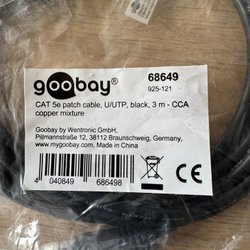 goobay
68649
925-121
CAT 5e patch cable, U/UTP, black, 3 m - CCA
copper mixture
Goobay by Wentronic GmbH,
Pillmannstraße 12, 38112 Braunschweig, Germany,
www.mygoobay.com | Made in China
CE
4 040849 686498